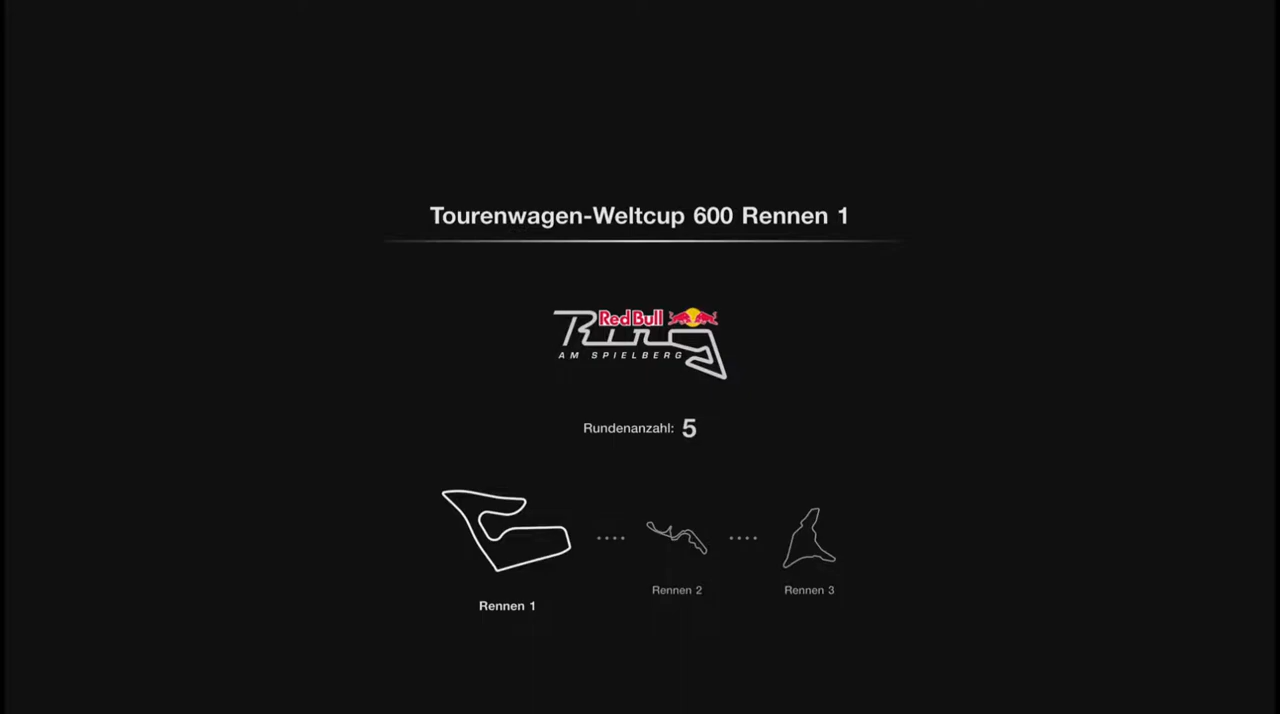 Tourenwagen-Weltcup 600 Rennen 1
Red Bull
Ring
AM SPIELBERG
Rundenanzahl: 5
Rennen 1
Rennen 2
Rennen 3